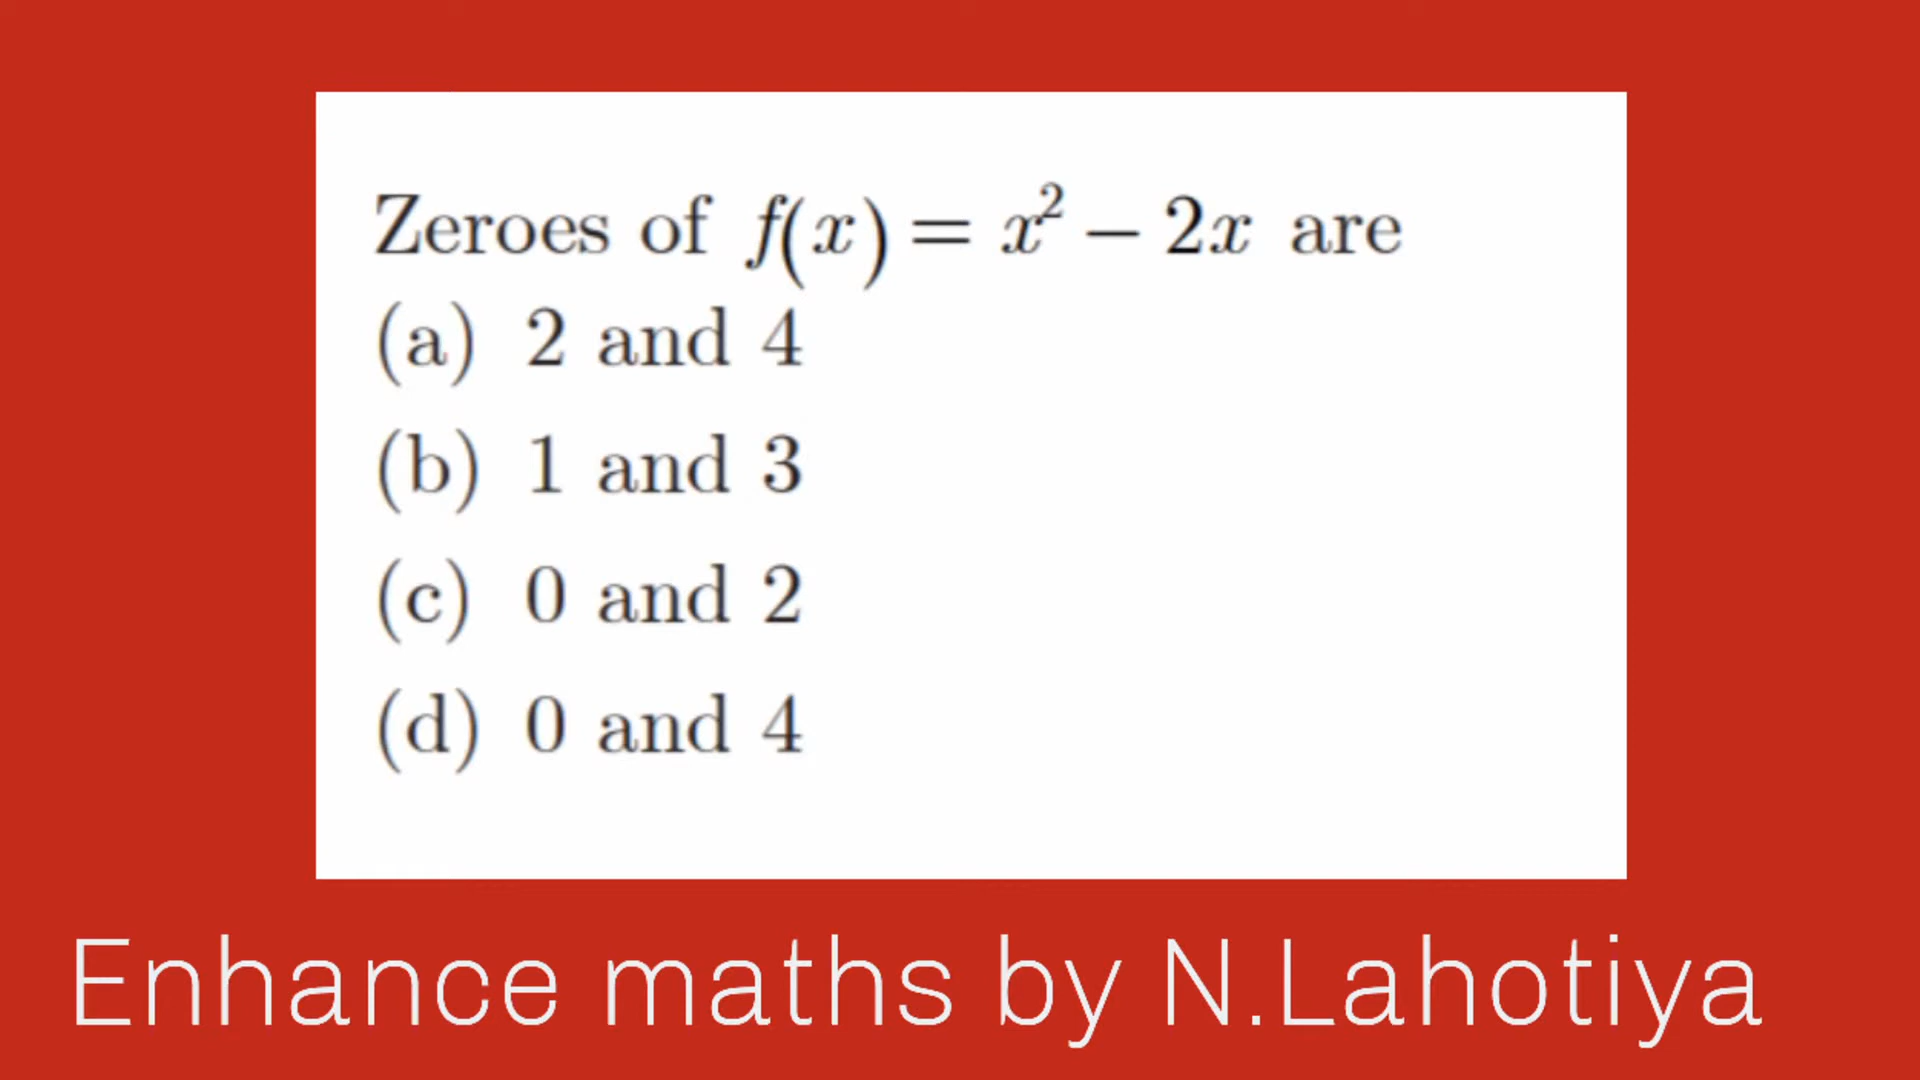 Zeroes of f(x) = x² − 2x are
(a) 2 and 4
(b) 1 and 3
(c) 0 and 2
(d) 0 and 4
Enhance maths by N.Lahotiya